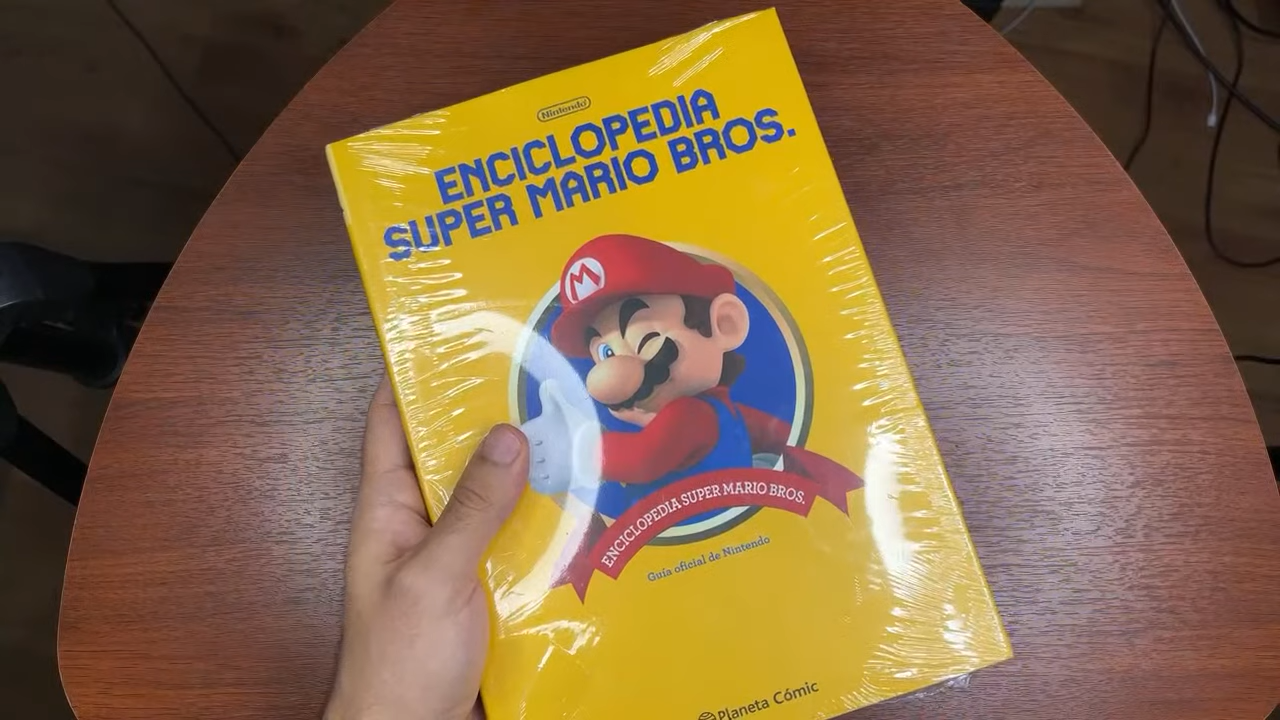 Nintendo
ENCICLOPEDIA
SUPER MARIO BROS.
M
ENCICLOPEDIA SUPER MARIO BROS.
Guía oficial de Nintendo
Planeta Cómic